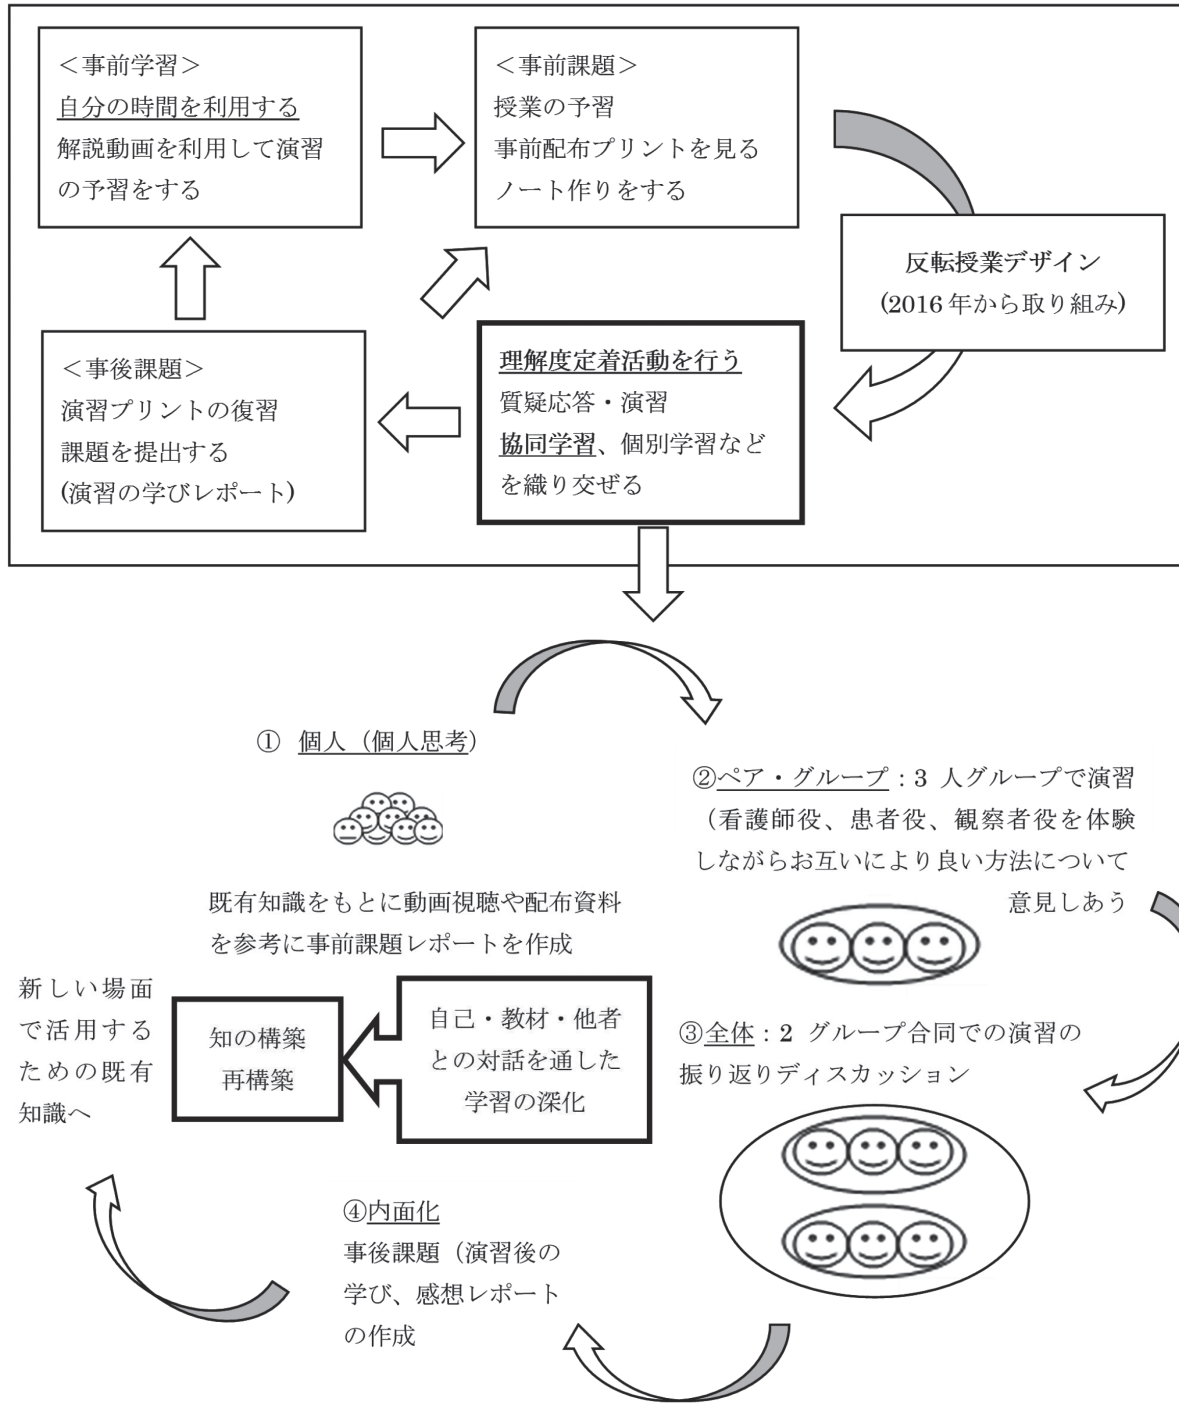 ＜事前学習＞
自分の時間を利用する
解説動画を利用して演習
の予習をする
＜事前課題＞
授業の予習
事前配布プリントを見る
ノート作りをする
反転授業デザイン
(2016 年から取り組み)
＜事後課題＞
演習プリントの復習
課題を提出する
(演習の学びレポート)
理解度定着活動を行う
質疑応答・演習
協同学習、個別学習など
を織り交ぜる
① 個人（個人思考）
既有知識をもとに動画視聴や配布資料
を参考に事前課題レポートを作成
②ペア・グループ：3 人グループで演習
（看護師役、患者役、観察者役を体験
しながらお互いにより良い方法について
意見しあう
③全体：2 グループ合同での演習の
振り返りディスカッション
自己・教材・他者
との対話を通した
学習の深化
知の構築
再構築
新しい場面
で活用する
ための既有
知識へ
④内面化
事後課題（演習後の
学び、感想レポート
の作成